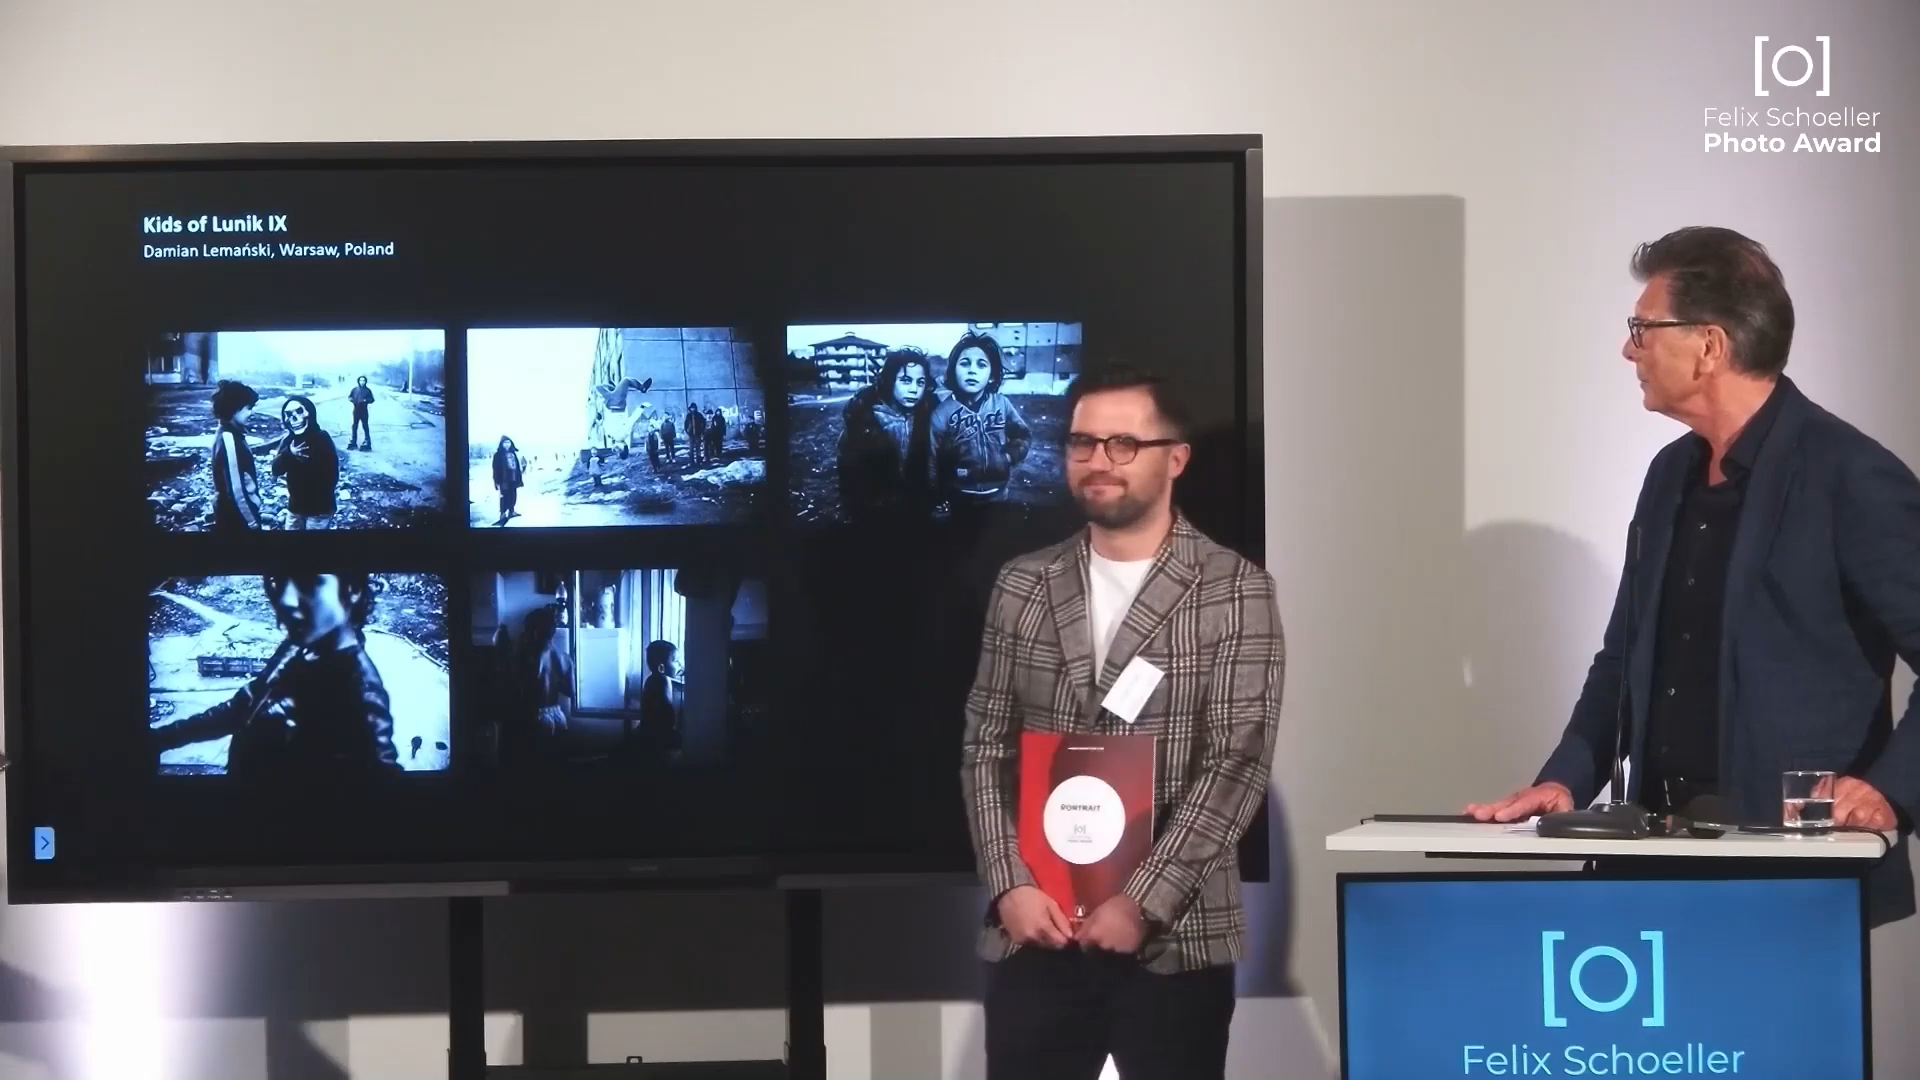 Felix Schoeller
Photo Award
Kids of Lunik IX
Damian Lemański, Warsaw, Poland
PORTRAIT
Felix Schoeller